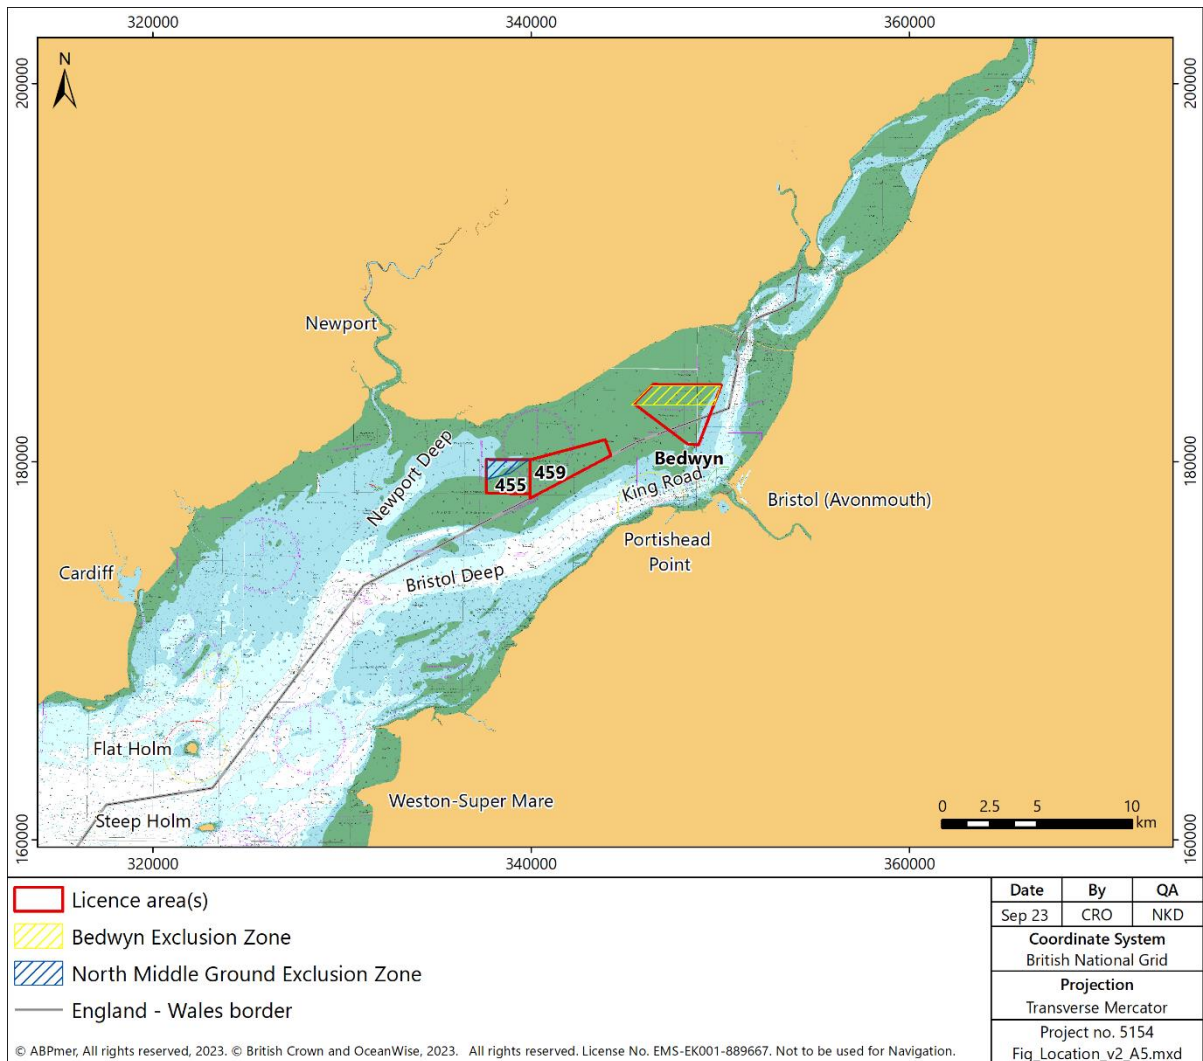 320000 340000 360000
N
200000 200000
Newport
Newport Deep
180000 180000
459
455
Bedwyn
King Road
Bristol (Avonmouth)
Portishead
Point
Cardiff
Bristol Deep
Flat Holm
Weston-Super Mare
Steep Holm
0 2.5 5 10
km
160000 160000
320000 340000 360000
Licence area(s)
Bedwyn Exclusion Zone
North Middle Ground Exclusion Zone
England - Wales border
© ABPmer, All rights reserved, 2023. © British Crown and OceanWise, 2023. All rights reserved. License No. EMS-EK001-889667. Not to be used for Navigation.
Date By QA
Sep 23 CRO NKD
Coordinate System
British National Grid
Projection
Transverse Mercator
Project no. 5154
Fig_Location_v2_A5.mxd